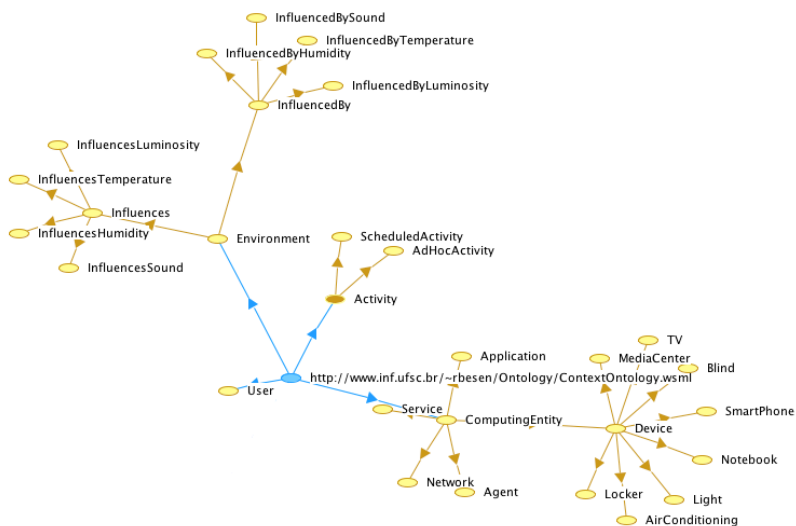 InfluencedBySound
InfluencedByTemperature
InfluencedByHumidity
InfluencedByLuminosity
InfluencedBy
InfluencesLuminosity
InfluencesTemperature
Influences
InfluencesHumidity
Environment
ScheduledActivity
AdHocActivity
InfluencesSound
Activity
TV
Application
MediaCenter
Blind
http://www.inf.ufsc.br/~rbesen/Ontology/ContextOntology.wsml
User
Service
SmartPhone
ComputingEntity
Device
Notebook
Network
Agent
Locker
Light
AirConditioning